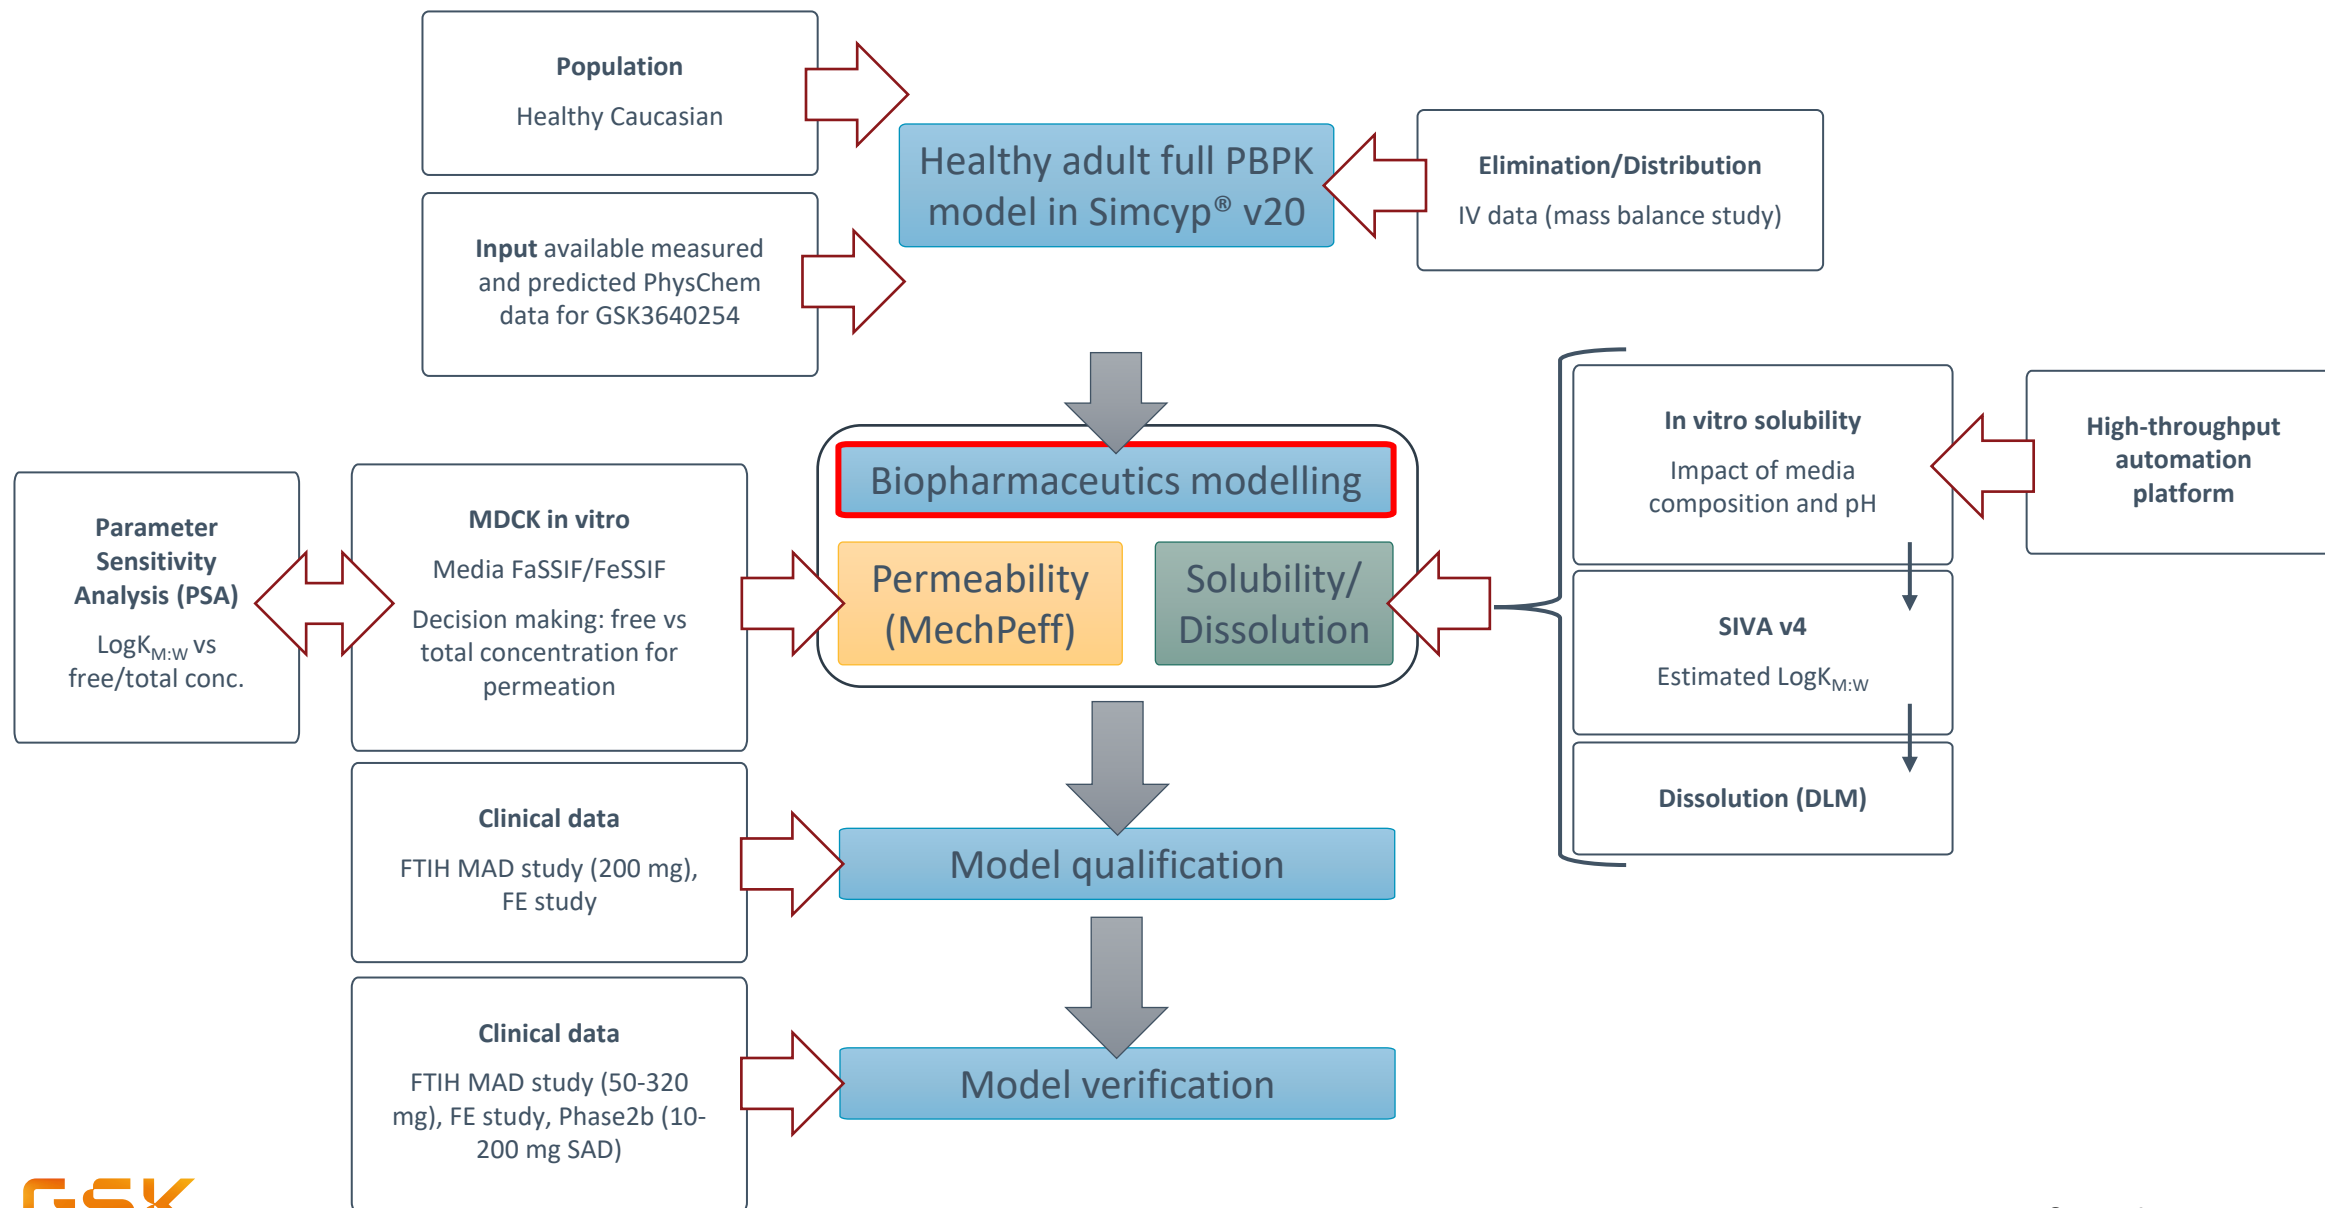 Population
Healthy Caucasian
Healthy adult full PBPK
model in Simcyp® v20
Elimination/Distribution
IV data (mass balance study)
Input available measured
and predicted PhysChem
data for GSK3640254
Biopharmaceutics modelling
Permeability
(MechPeff)
Solubility/
Dissolution
Parameter
Sensitivity
Analysis (PSA)
LogK_M:W vs
free/total conc.
MDCK in vitro
Media FaSSIF/FeSSIF
Decision making: free vs
total concentration for
permeation
In vitro solubility
Impact of media
composition and pH
High-throughput
automation
platform
SIVA v4
Estimated LogK_M:W
Dissolution (DLM)
Clinical data
FTIH MAD study (200 mg),
FE study
Model qualification
Clinical data
FTIH MAD study (50-320
mg), FE study, Phase2b (10-
200 mg SAD)
Model verification
GSK